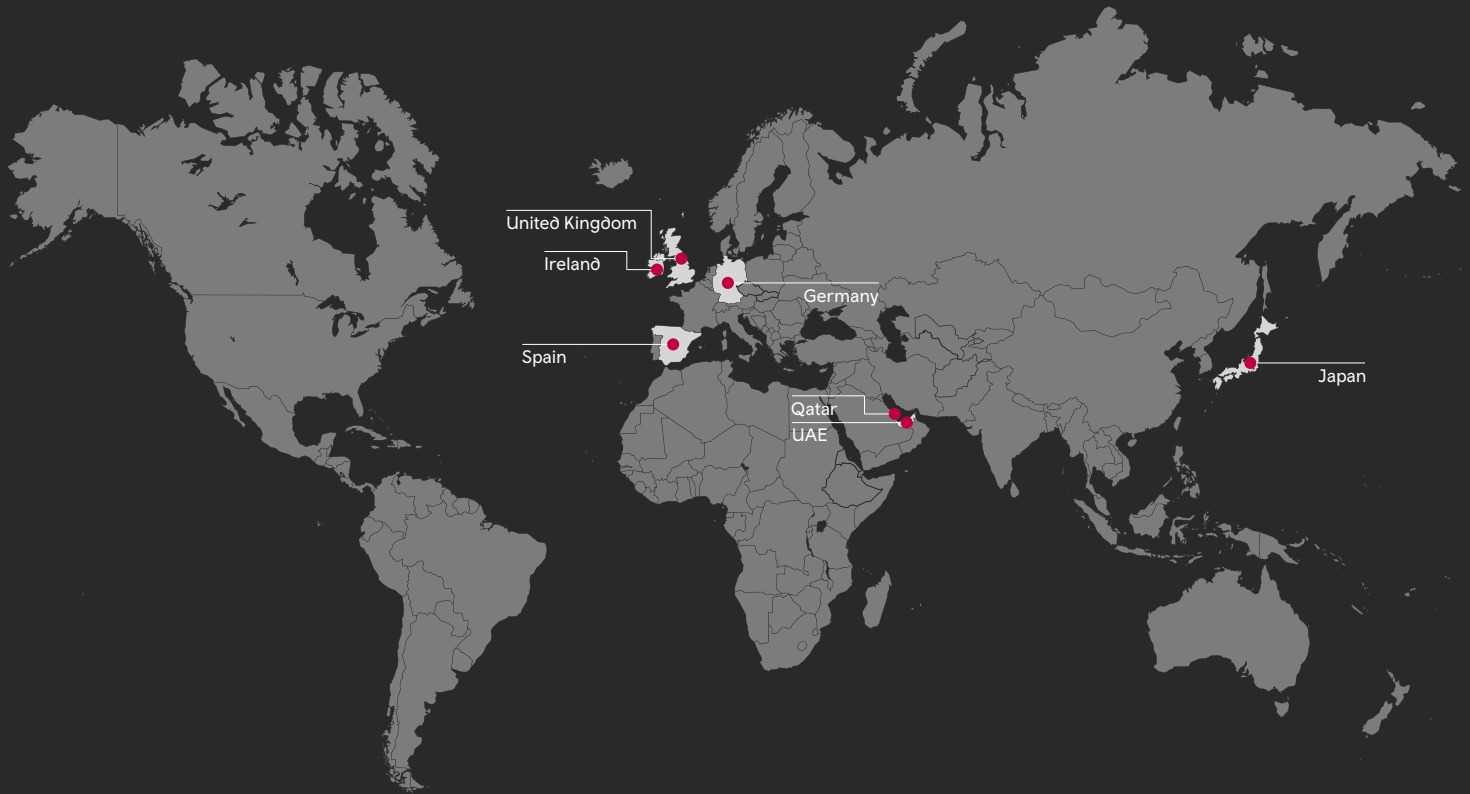 United Kingdom
Ireland
Germany
Spain
Japan
Qatar
UAE